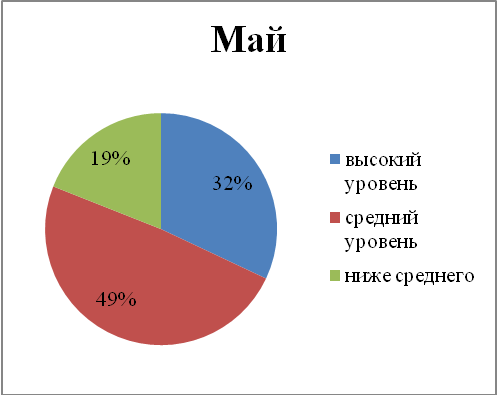 Май
19%
32%
49%
высокий
уровень
средний
уровень
ниже среднего